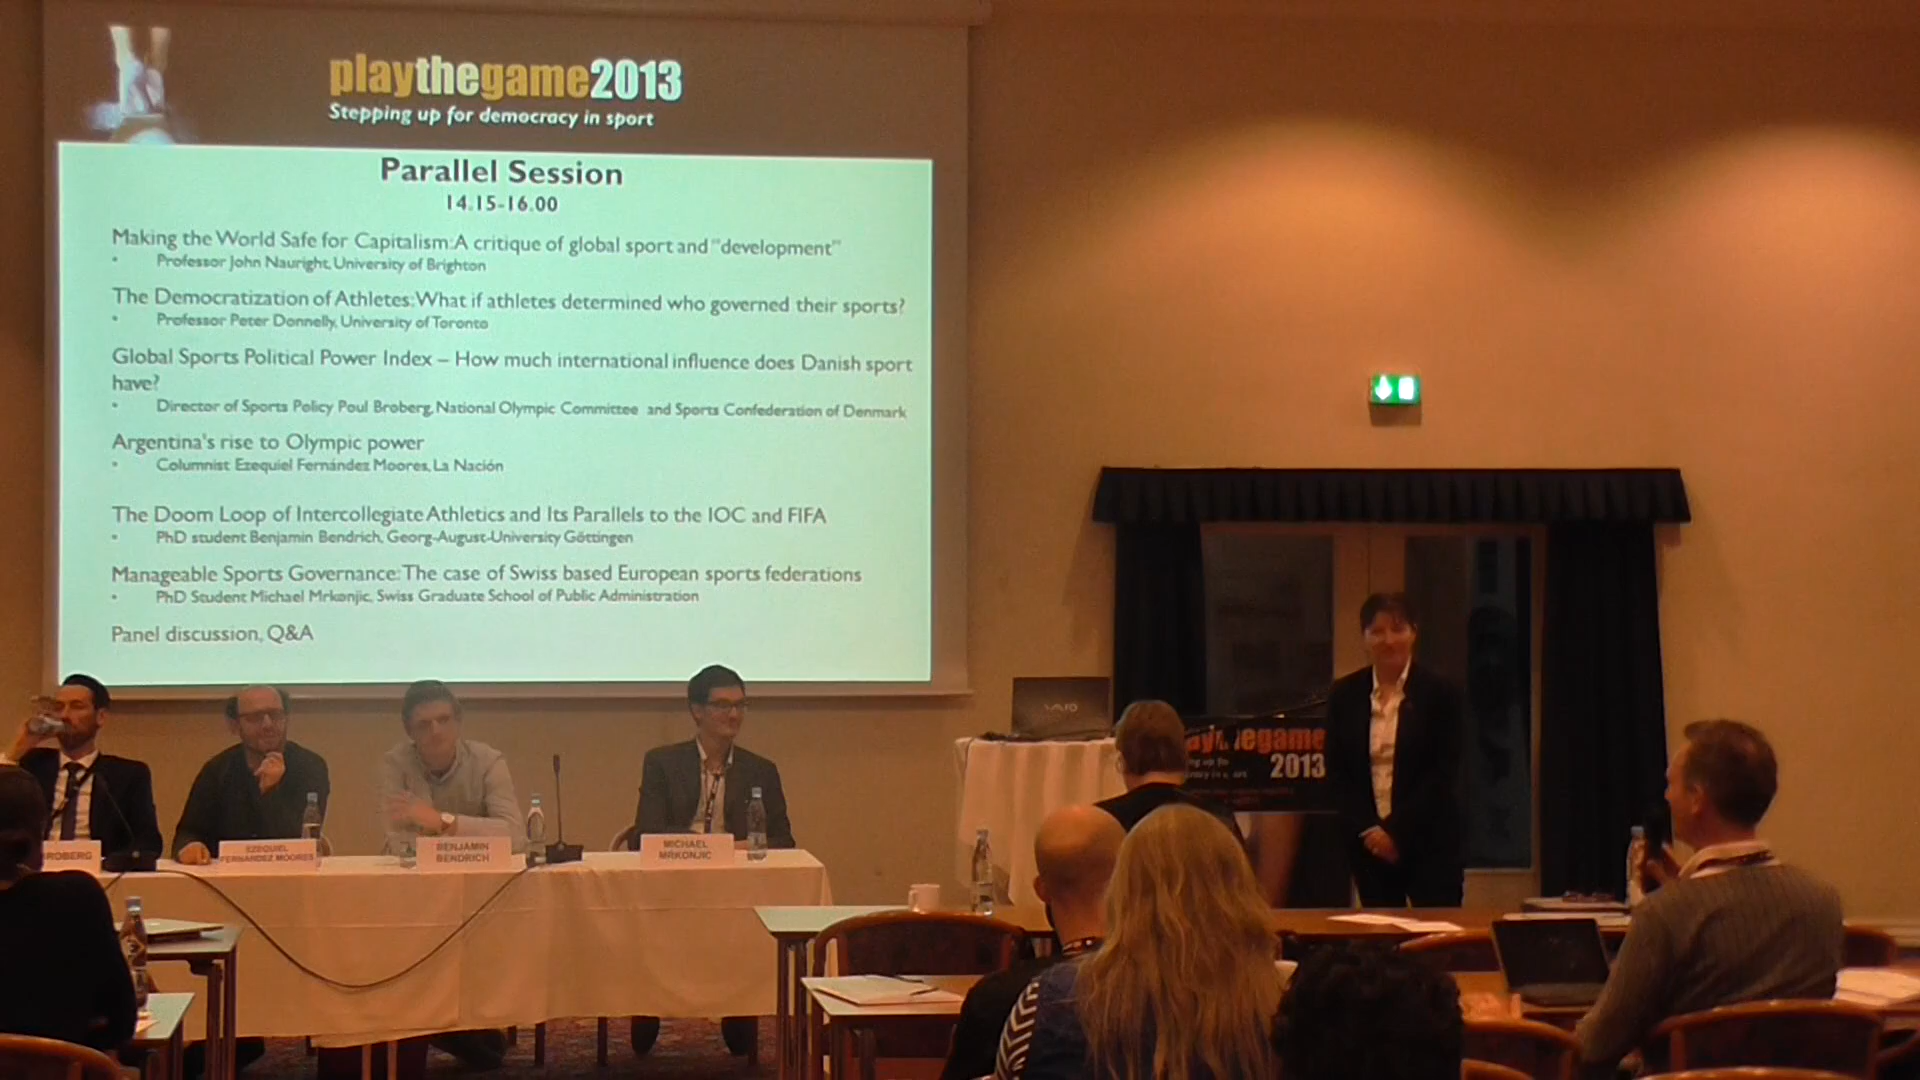 playthegame2013
Stepping up for democracy in sport
Parallel Session
14.15-16.00
Making the World Safe for Capitalism: A critique of global sport and "development"
• Professor John Nauright, University of Brighton
The Democratization of Athletes: What if athletes determined who governed their sports?
• Professor Peter Donnelly, University of Toronto
Global Sports Political Power Index – How much international influence does Danish sport
have?
• Director of Sports Policy Poul Broberg, National Olympic Committee and Sports Confederation of Denmark
Argentina's rise to Olympic power
• Columnist Ezequiel Fernández Moores, La Nación
The Doom Loop of Intercollegiate Athletics and Its Parallels to the IOC and FIFA
• PhD student Benjamin Bendrich, Georg-August-University Göttingen
Manageable Sports Governance: The case of Swiss based European sports federations
• PhD Student Michael Mrkonjic, Swiss Graduate School of Public Administration
Panel discussion, Q&A
VAIO
egame
2013
ROBERG
EZEQUIEL
FERNANDEZ MOORES
BENJAMIN
BENDRICH
MICHAEL
MRKONJIC